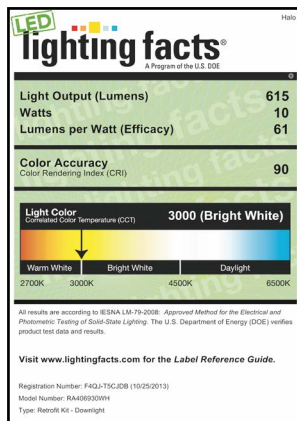 Halo
LED
lighting facts®
A Program of the U.S. DOE
Light Output (Lumens) 615
Watts 10
Lumens per Watt (Efficacy) 61
Color Accuracy
Color Rendering Index (CRI) 90
Light Color
Correlated Color Temperature (CCT) 3000 (Bright White)
Warm White Bright White Daylight
2700K 3000K 4500K 6500K
All results are according to IESNA LM-79-2008: Approved Method for the Electrical and
Photometric Testing of Solid-State Lighting. The U.S. Department of Energy (DOE) verifies
product test data and results.
Visit www.lightingfacts.com for the Label Reference Guide.
Registration Number: F4QJ-T5CJDB (10/25/2013)
Model Number: RA406930WH
Type: Retrofit Kit - Downlight